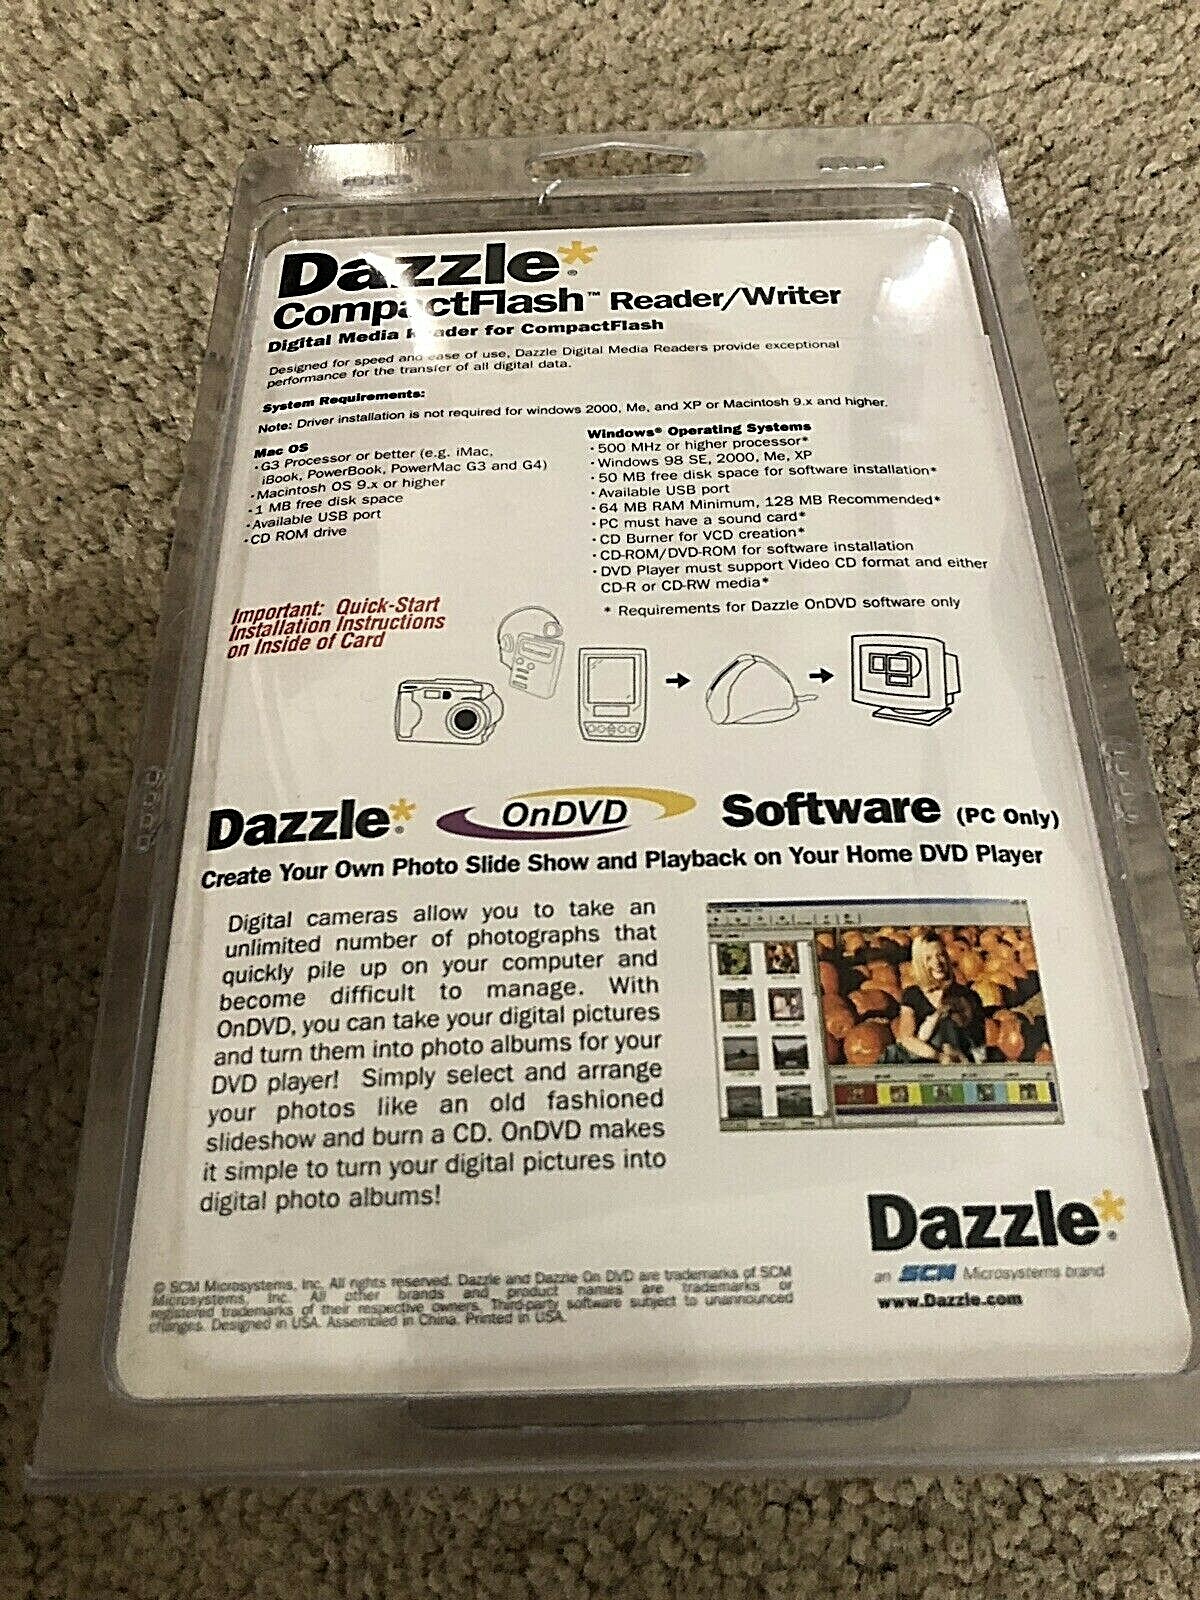 Dazzle*®
CompactFlash™ Reader/Writer
Digital Media Reader for CompactFlash
Designed for speed and ease of use, Dazzle Digital Media Readers provide exceptional
performance for the transfer of all digital data.
System Requirements:
Note: Driver installation is not required for windows 2000, Me, and XP or Macintosh 9.x and higher.
Mac OS
· G3 Processor or better (e.g. iMac,
iBook, PowerBook, PowerMac G3 and G4)
· Macintosh OS 9.x or higher
· 1 MB free disk space
· Available USB port
· CD ROM drive
Windows® Operating Systems
· 500 MHz or higher processor*
· Windows 98 SE, 2000, Me, XP
· 50 MB free disk space for software installation*
· Available USB port
· 64 MB RAM Minimum, 128 MB Recommended*
· PC must have a sound card*
· CD Burner for VCD creation*
· CD-ROM/DVD-ROM for software installation
· DVD Player must support Video CD format and either
CD-R or CD-RW media*
* Requirements for Dazzle OnDVD software only
Important: Quick-Start
Installation Instructions
on Inside of Card
Dazzle*® OnDVD Software (PC Only)
Create Your Own Photo Slide Show and Playback on Your Home DVD Player
Digital cameras allow you to take an
unlimited number of photographs that
quickly pile up on your computer and
become difficult to manage. With
OnDVD, you can take your digital pictures
and turn them into photo albums for your
DVD player! Simply select and arrange
your photos like an old fashioned
slideshow and burn a CD. OnDVD makes
it simple to turn your digital pictures into
digital photo albums!
Dazzle*®
an SCM Microsystems brand
www.Dazzle.com
© SCM Microsystems, Inc. All rights reserved. Dazzle and Dazzle On DVD are trademarks of SCM
Microsystems, Inc. All other brands and product names are trademarks or
registered trademarks of their respective owners. Third-party software subject to unannounced
changes. Designed in USA. Assembled in China. Printed in USA.